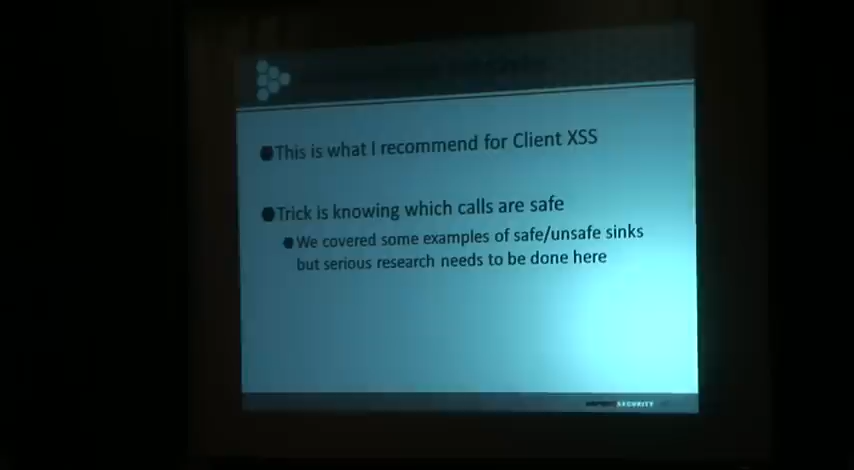 This is what I recommend for Client XSS
Trick is knowing which calls are safe
We covered some examples of safe/unsafe sinks
but serious research needs to be done here
SECURITY